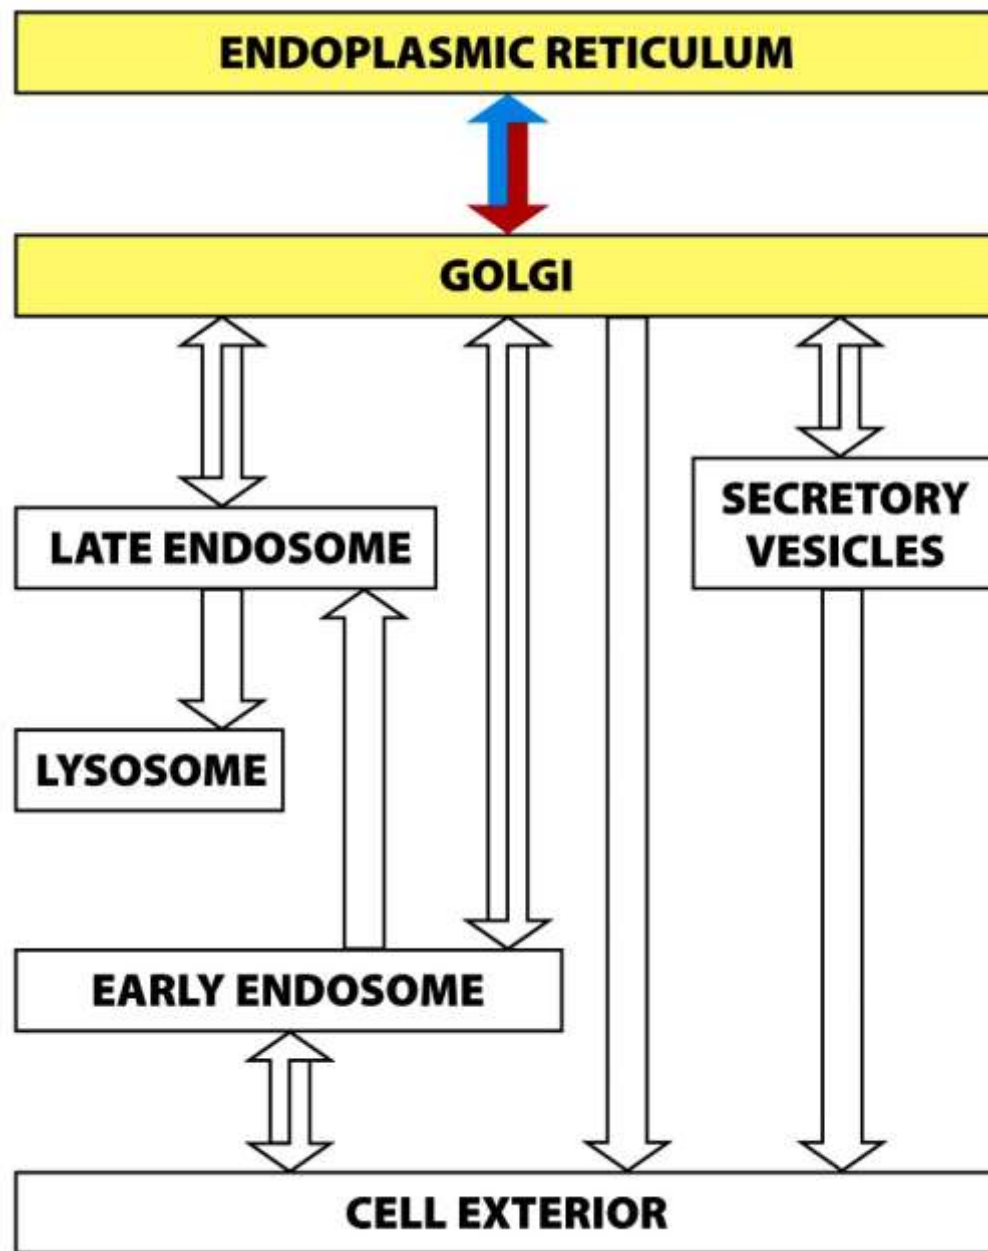 ENDOPLASMIC RETICULUM
GOLGI
LATE ENDOSOME
SECRETORY
VESICLES
LYSOSOME
EARLY ENDOSOME
CELL EXTERIOR